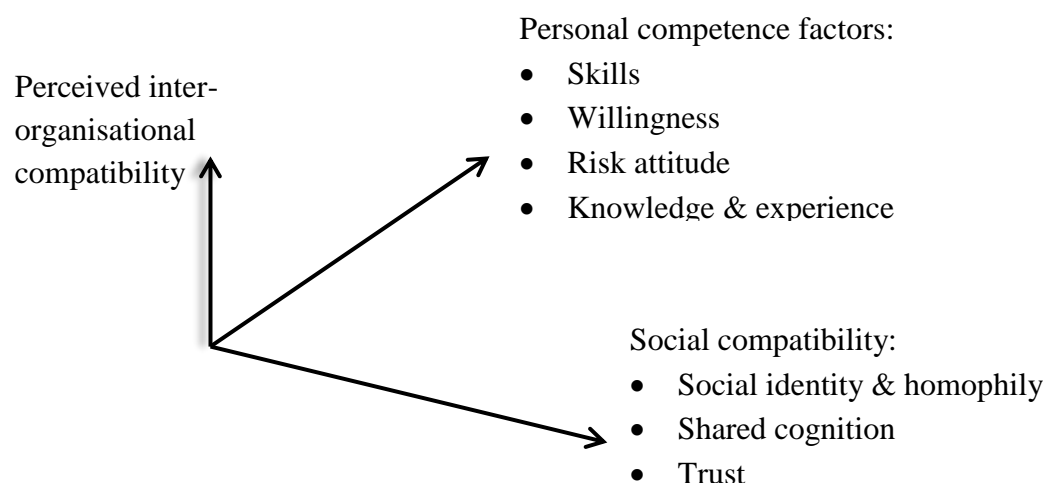 Perceived inter-
organisational
compatibility
Personal competence factors:
• Skills
• Willingness
• Risk attitude
• Knowledge & experience
Social compatibility:
• Social identity & homophily
• Shared cognition
• Trust